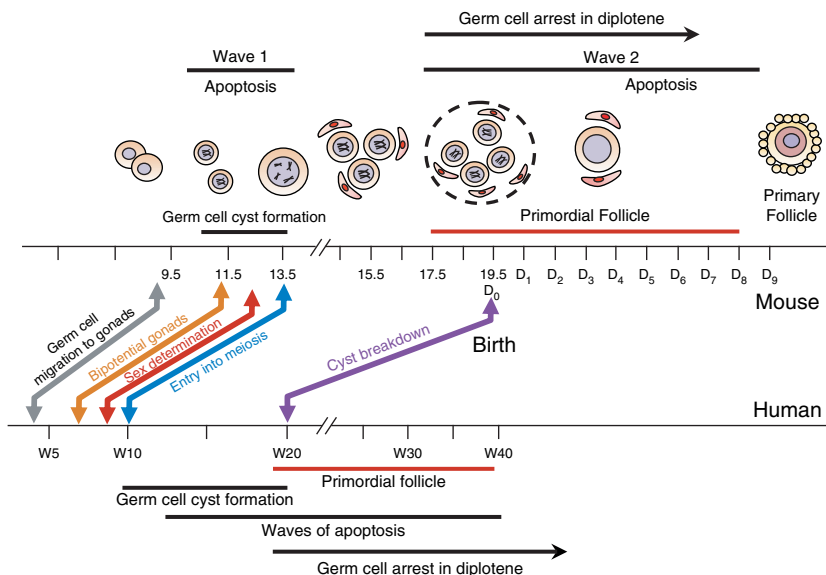 Germ cell arrest in diplotene
Wave 1
Wave 2
Apoptosis
Apoptosis
Primary
Follicle
Germ cell cyst formation
Primordial Follicle
9.5 11.5 13.5 15.5 17.5 19.5 D1 D2 D3 D4 D5 D6 D7 D8 D9
D0
Mouse
Birth
Germ cell
migration to gonads
Bipotential gonads
Sex determination
Entry into meiosis
Cyst breakdown
Human
W5 W10 W20 W30 W40
Primordial follicle
Germ cell cyst formation
Waves of apoptosis
Germ cell arrest in diplotene